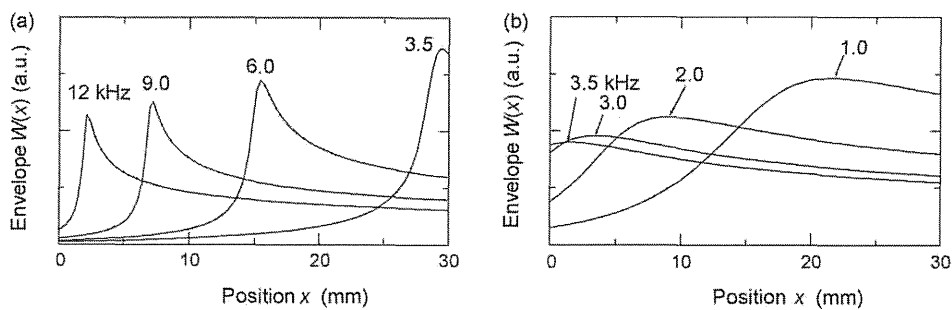 (a)
Envelope W(x) (a.u.)
12 kHz
9.0
6.0
3.5
0 10 20 30
Position x (mm)
(b)
Envelope W(x) (a.u.)
3.5 kHz
3.0
2.0
1.0
0 10 20 30
Position x (mm)